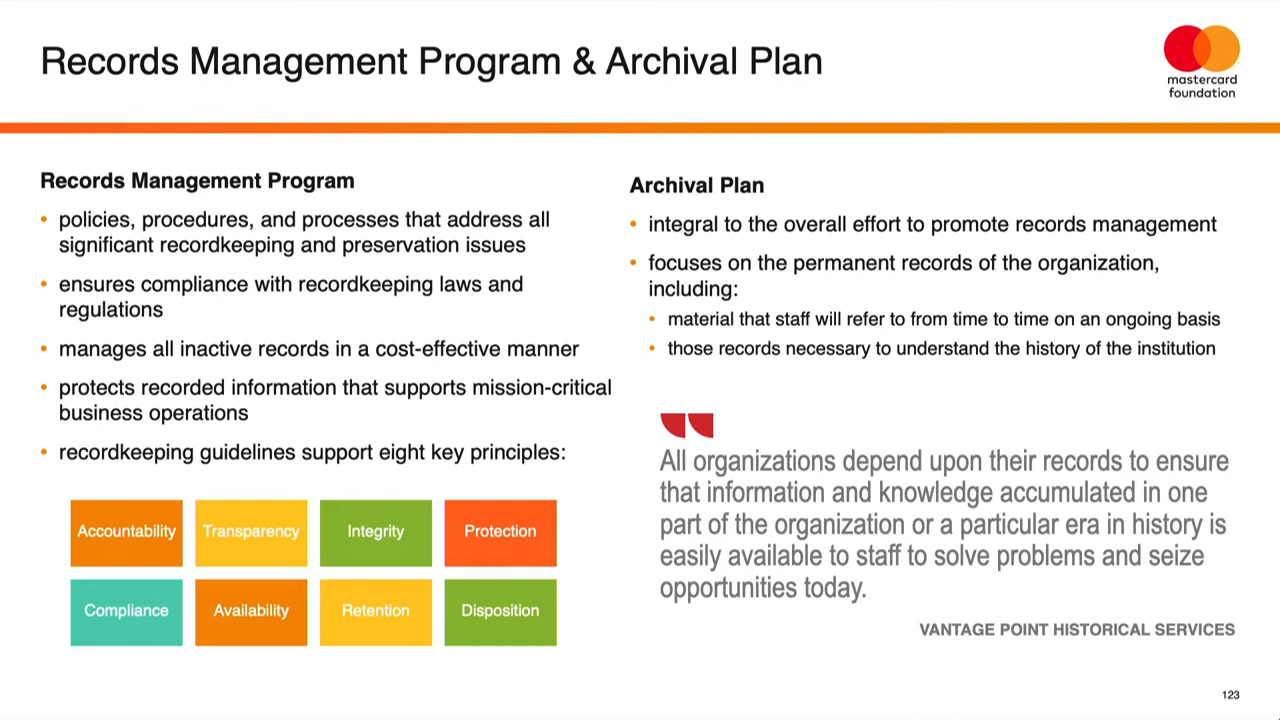 Records Management Program & Archival Plan
mastercard
foundation
Records Management Program
• policies, procedures, and processes that address all
significant recordkeeping and preservation issues
• ensures compliance with recordkeeping laws and
regulations
• manages all inactive records in a cost-effective manner
• protects recorded information that supports mission-critical
business operations
• recordkeeping guidelines support eight key principles:
Accountability
Transparency
Integrity
Protection
Compliance
Availability
Retention
Disposition
Archival Plan
• integral to the overall effort to promote records management
• focuses on the permanent records of the organization,
including:
• material that staff will refer to from time to time on an ongoing basis
• those records necessary to understand the history of the institution
All organizations depend upon their records to ensure
that information and knowledge accumulated in one
part of the organization or a particular era in history is
easily available to staff to solve problems and seize
opportunities today.
VANTAGE POINT HISTORICAL SERVICES
123